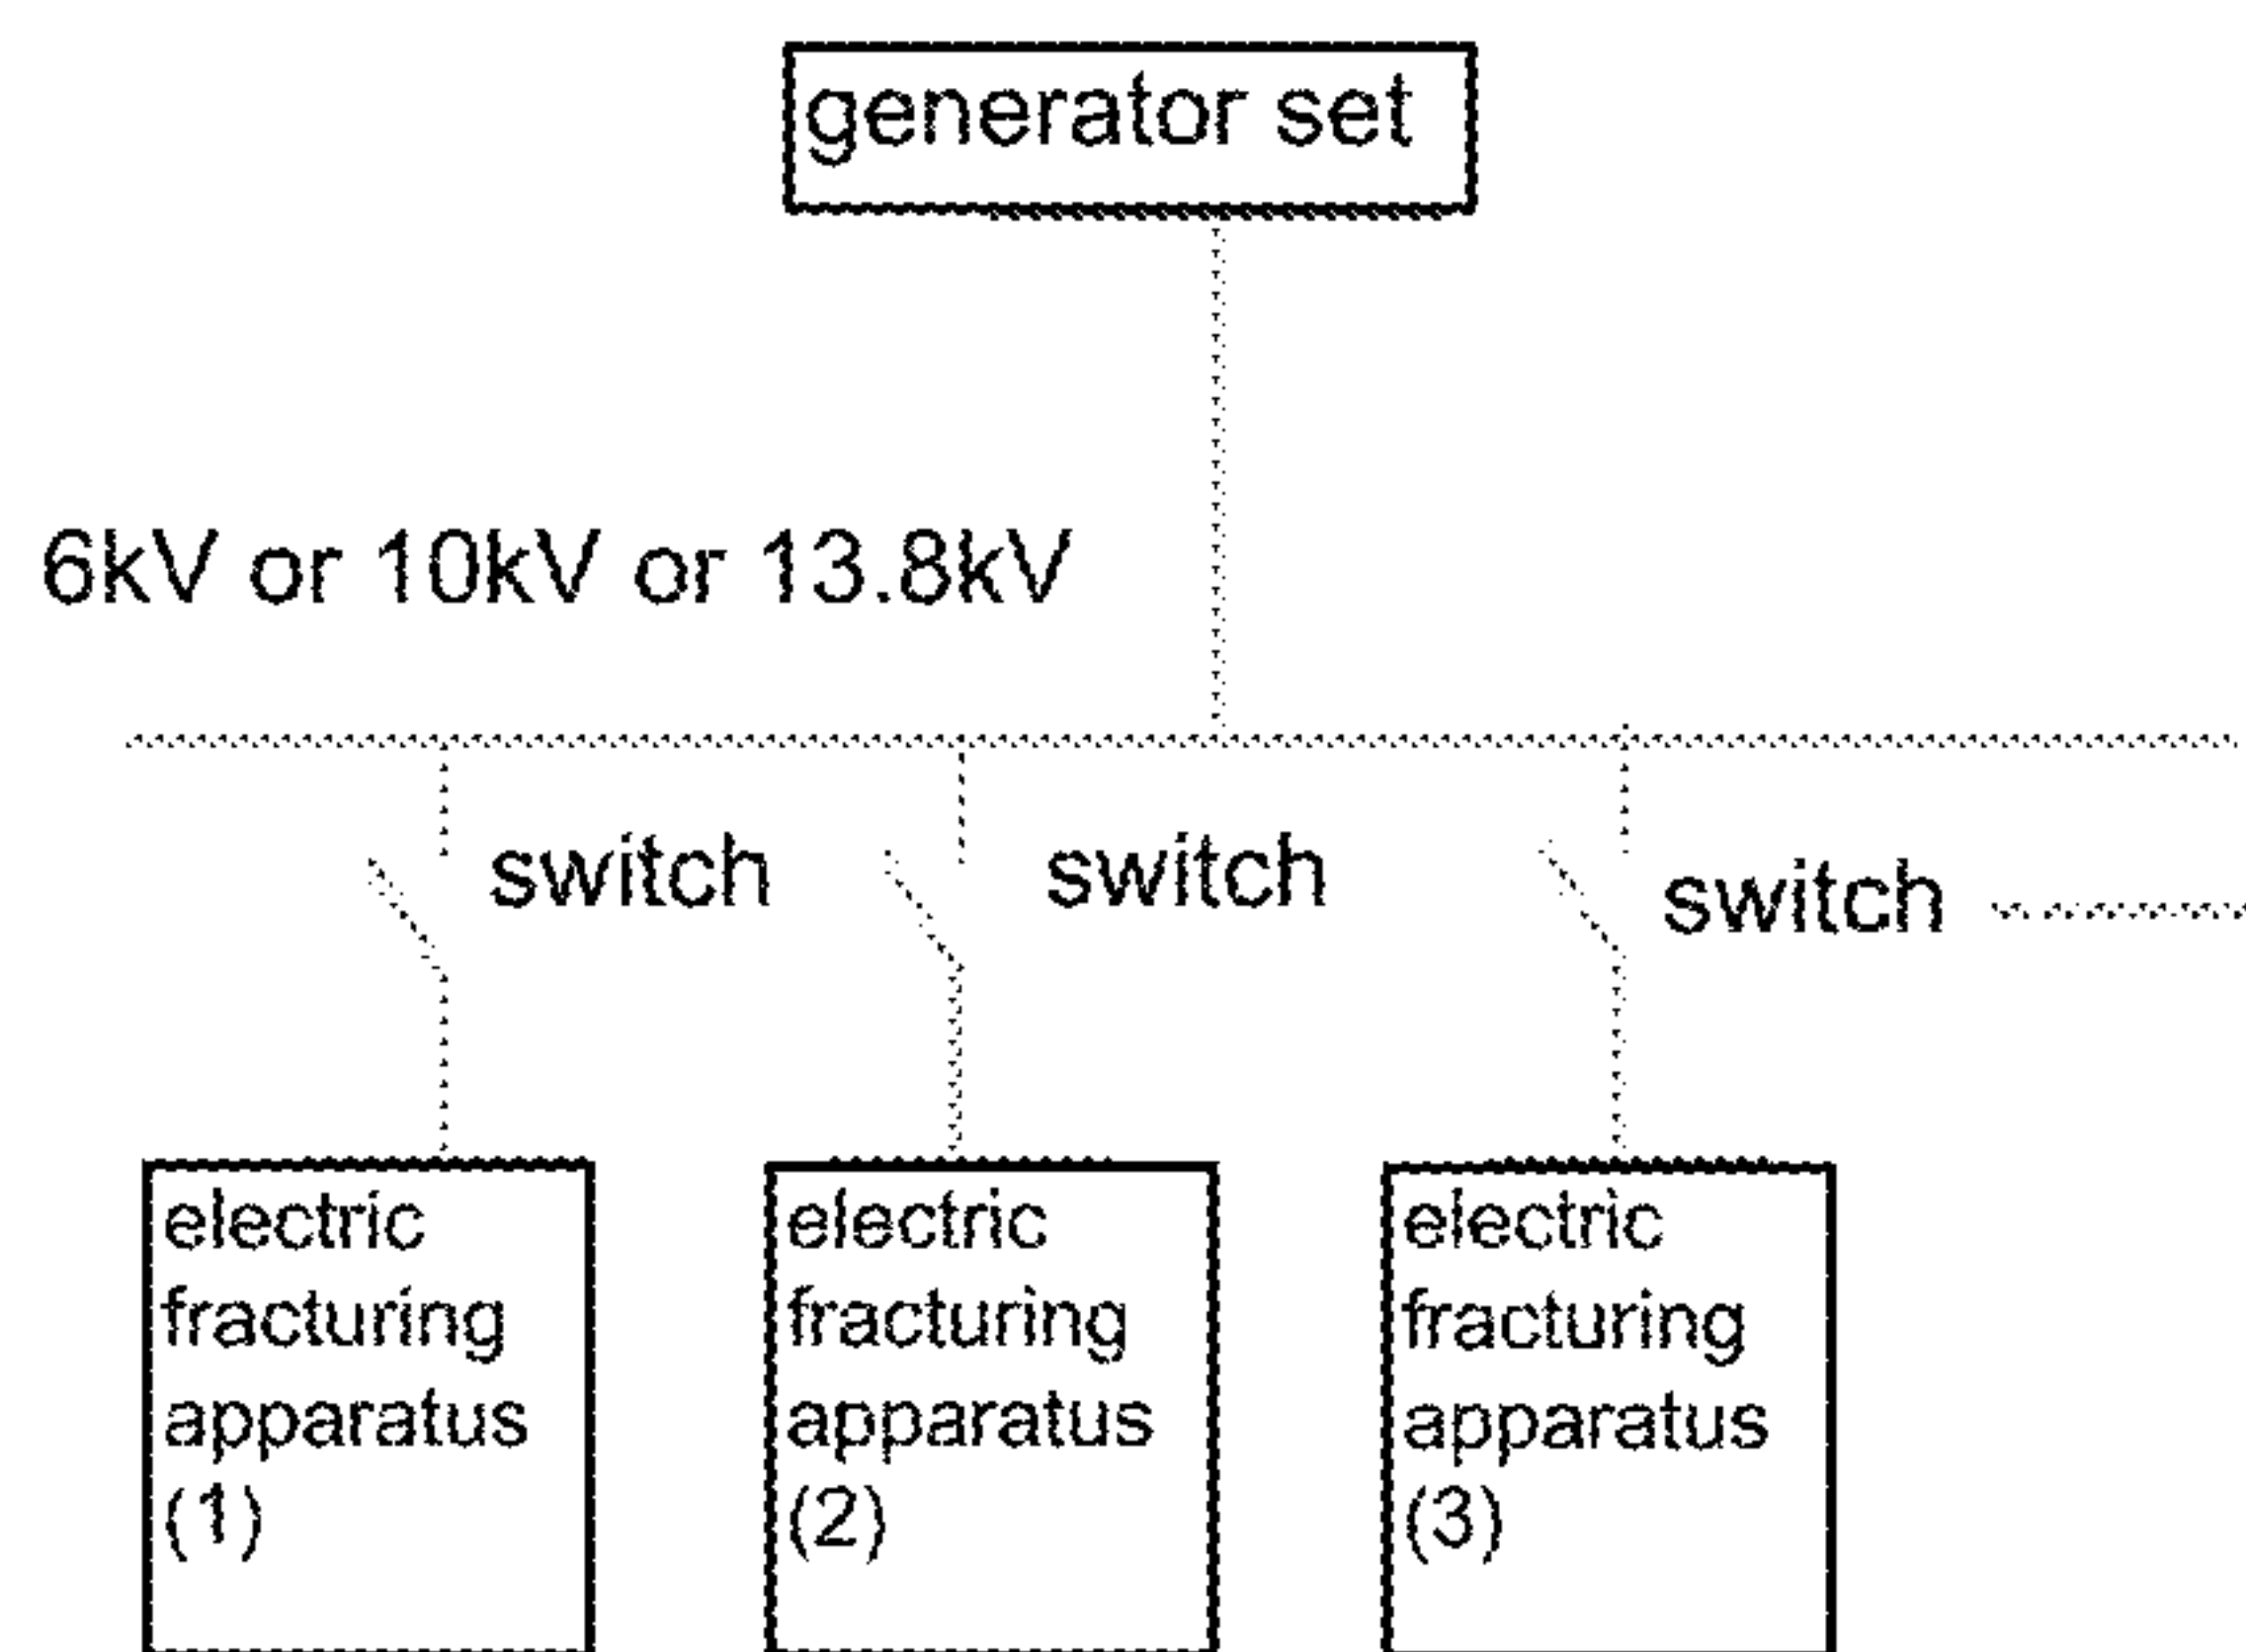 generator set
6kV or 10kV or 13.8kV
switch
switch
switch
electric
fracturing
apparatus
(1)
electric
fracturing
apparatus
(2)
electric
fracturing
apparatus
(3)